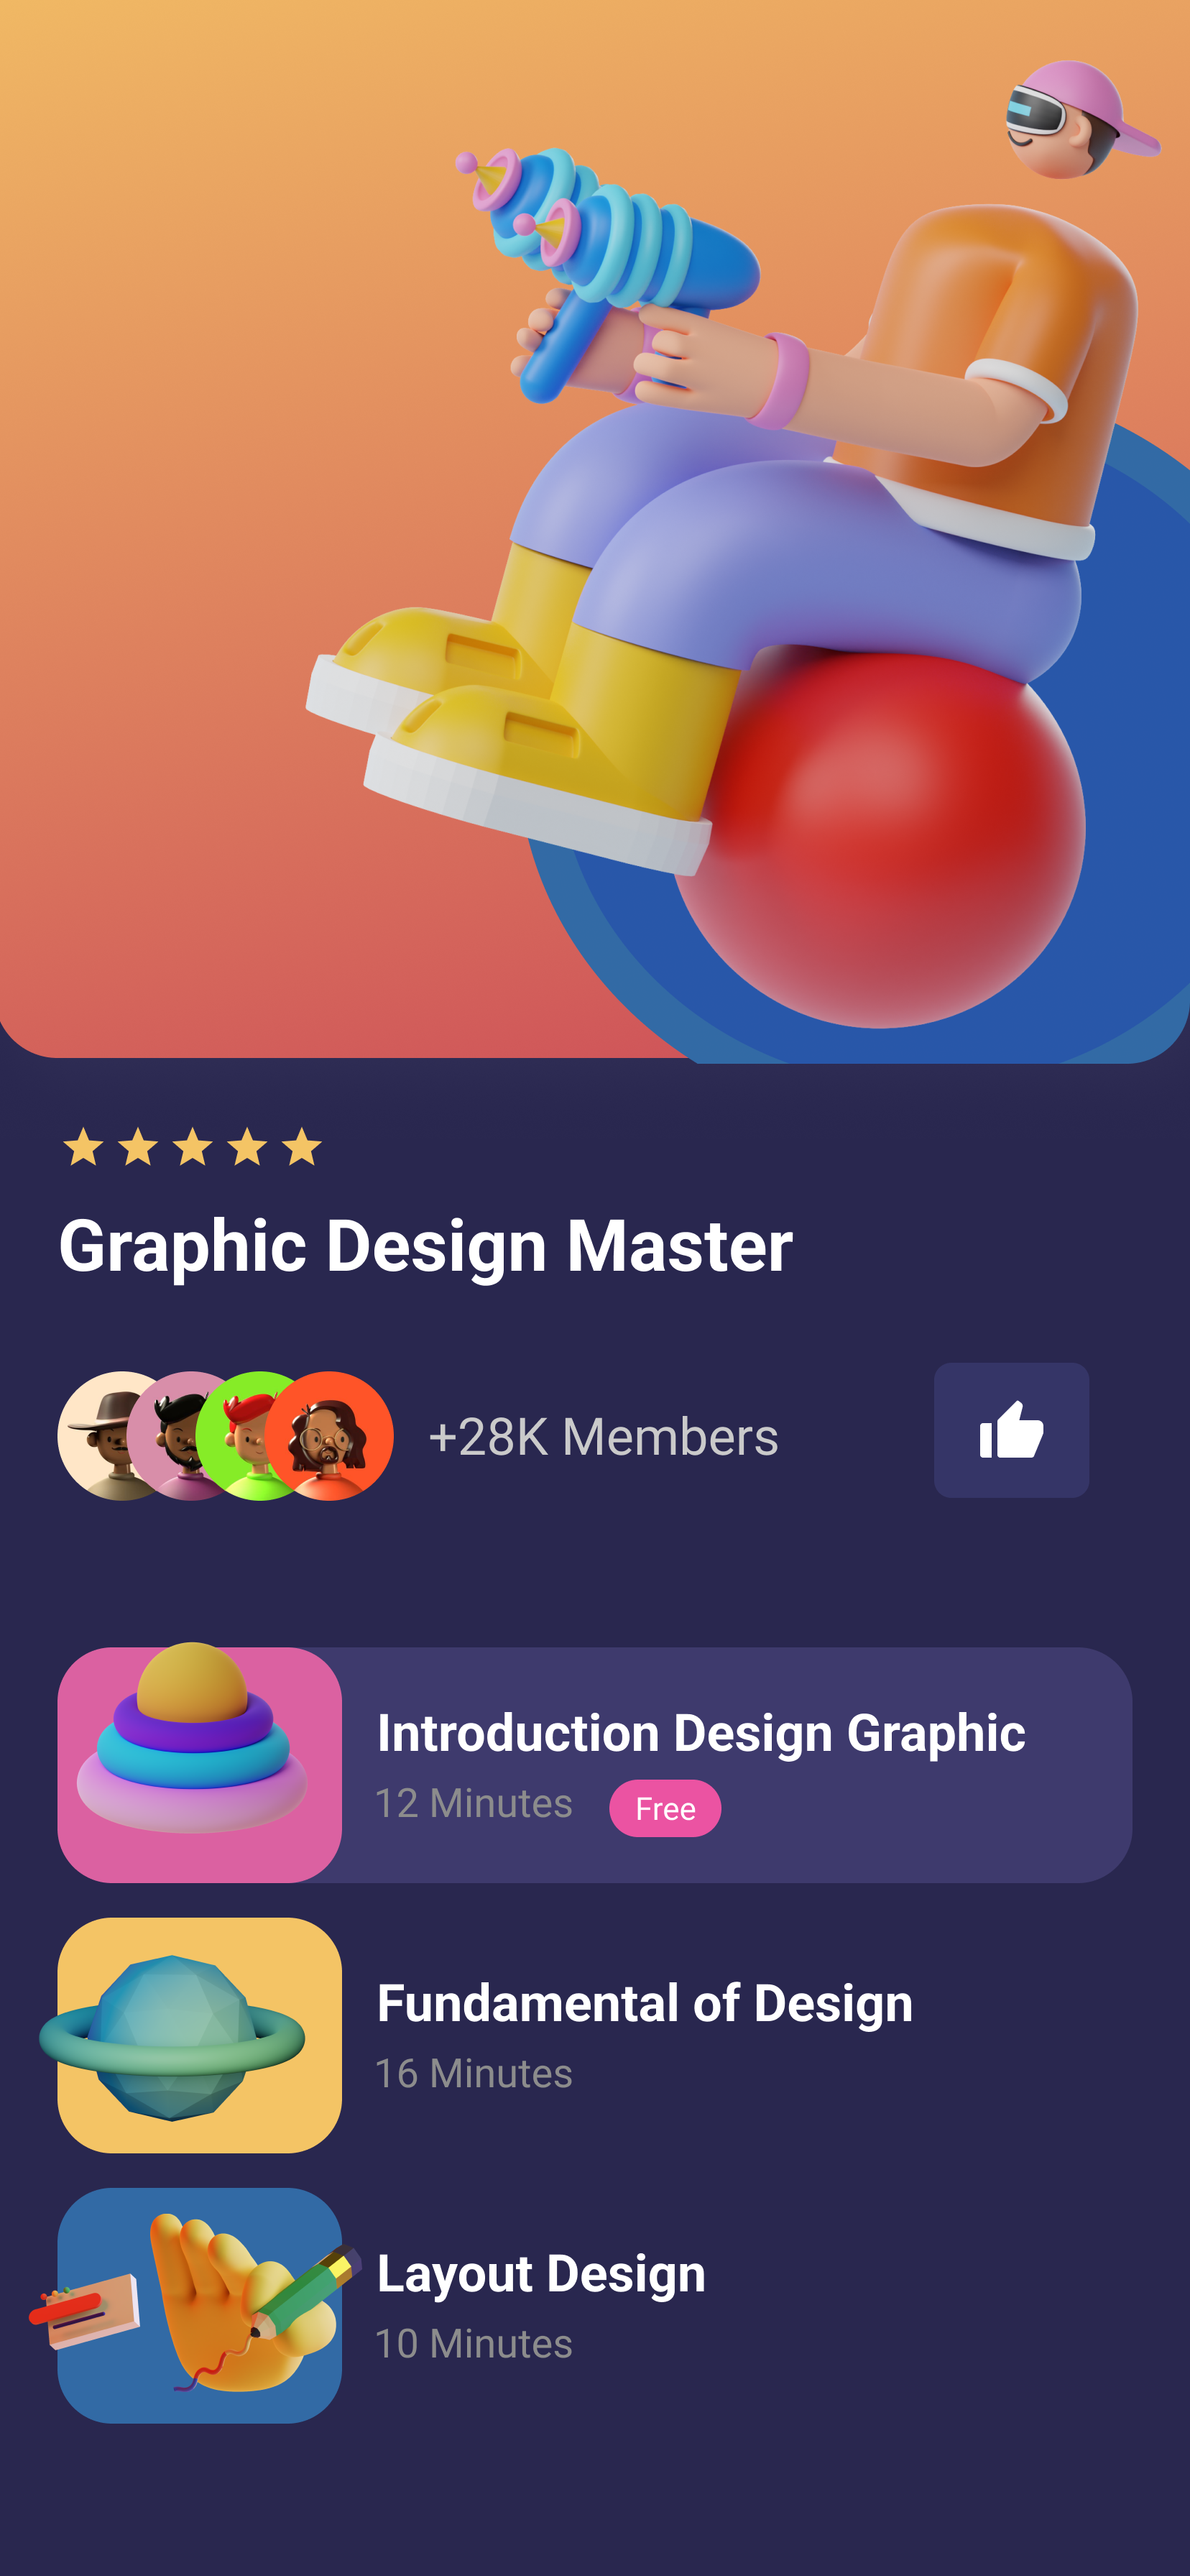 Graphic Design Master
+28K Members
Introduction Design Graphic
12 Minutes
Free
Fundamental of Design
16 Minutes
Layout Design
10 Minutes